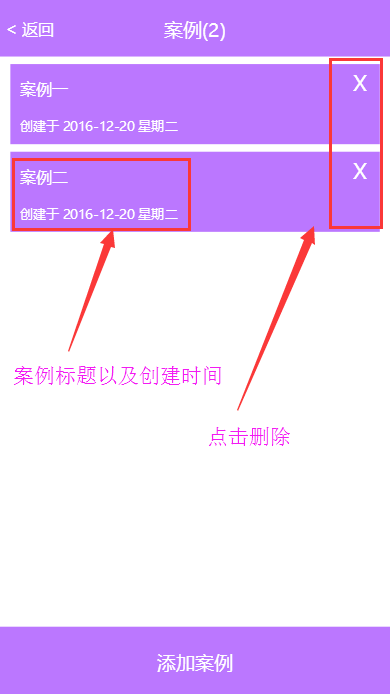 < 返回 案例(2)
案例一 X
创建于 2016-12-20 星期二
案例二 X
创建于 2016-12-20 星期二
案例标题以及创建时间
点击删除
添加案例